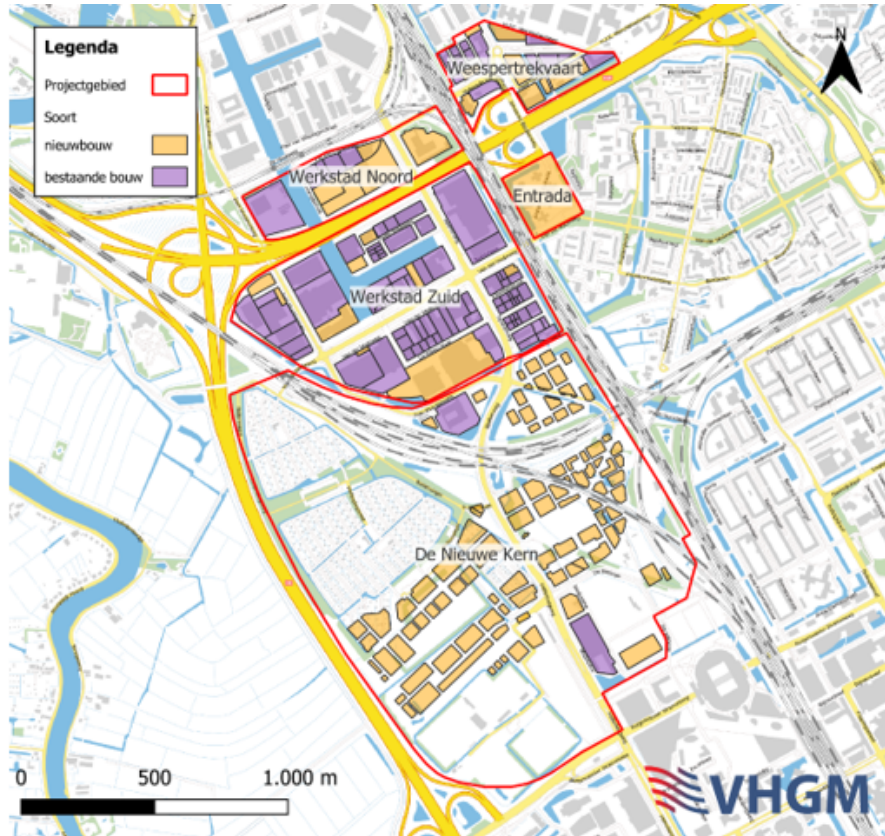 Legenda
Projectgebied
Soort
nieuwbouw
bestaande bouw
N
Weespertrekvaart
Werkstad Noord
Entrada
Werkstad Zuid
De Nieuwe Kern
0 500 1.000 m
VHGM